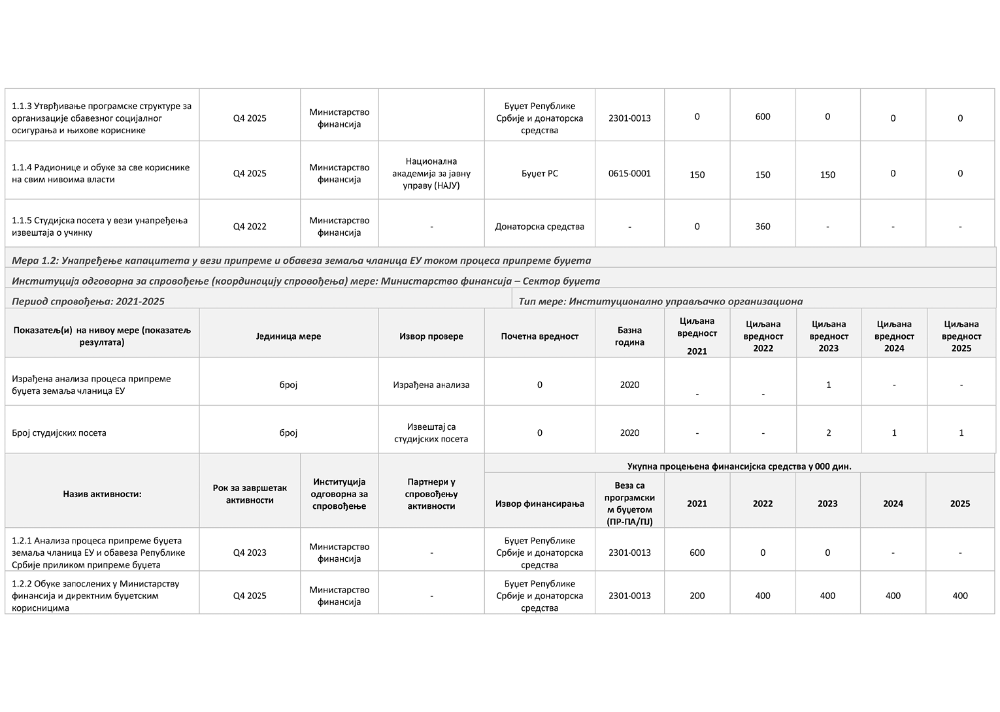 1.1.3 Утврђивање програмске структуре за
организације обавезног социјалног
осигурања и њихове кориснике
Q4 2025
Министарство
финансија
Буџет Републике
Србије и донаторска
средства
2301-0013
0
600
0
0
0
1.1.4 Радионице и обуке за све кориснике
на свим нивоима власти
Q4 2025
Министарство
финансија
Национална
академија за јавну
управу (НАЈУ)
Буџет РС
0615-0001
150
150
150
0
0
1.1.5 Студијска посета у вези унапређења
извештаја о учинку
Q4 2022
Министарство
финансија
-
Донаторска средства
-
0
360
-
-
-
Мера 1.2: Унапређење капацитета у вези припреме и обавеза земаља чланица ЕУ током процеса припреме буџета
Институција одговорна за спровођење (координацију спровођења) мере: Министарство финансија – Сектор буџета
Период спровођења: 2021-2025
Тип мере: Институционално управљачко организациона
Показатељ(и) на нивоу мере (показатељ
резултата)
Јединица мере
Извор провере
Почетна вредност
Базна
година
Циљана
вредност
2021
Циљана
вредност
2022
Циљана
вредност
2023
Циљана
вредност
2024
Циљана
вредност
2025
Израђена анализа процеса припреме
буџета земаља чланица ЕУ
број
Израђена анализа
0
2020
-
-
1
-
-
Број студијских посета
број
Извештај са
студијских посета
0
2020
-
-
2
1
1
Назив активности:
Рок за завршетак
активности
Институција
одговорна за
спровођење
Партнери у
спровођењу
активности
Укупна процењена финансијска средства у 000 дин.
Извор финансирања
Веза са
програмски
м буџетом
(ПР-ПА/ПЈ)
2021
2022
2023
2024
2025
1.2.1 Анализа процеса припреме буџета
земаља чланица ЕУ и обавеза Републике
Србије приликом припреме буџета
Q4 2023
Министарство
финансија
-
Буџет Републике
Србије и донаторска
средства
2301-0013
600
0
0
-
-
1.2.2 Обуке запослених у Министарству
финансија и директним буџетским
корисницима
Q4 2025
Министарство
финансија
-
Буџет Републике
Србије и донаторска
средства
2301-0013
200
400
400
400
400